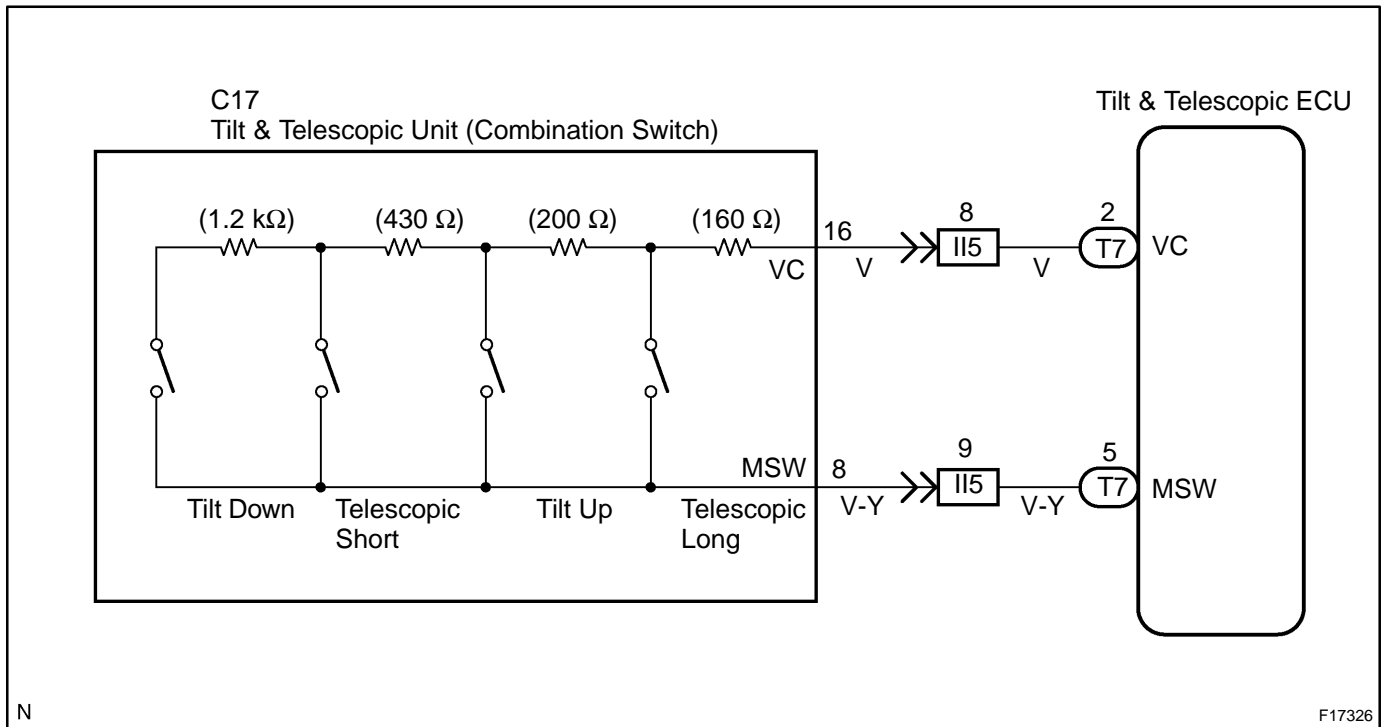 C17
Tilt & Telescopic Unit (Combination Switch)
Tilt & Telescopic ECU
(1.2 kΩ)
(430 Ω)
(200 Ω)
(160 Ω)
16
8
2
VC
V
II5
V
T7
VC
MSW
8
9
5
V-Y
II5
V-Y
T7
MSW
Tilt Down
Telescopic
Short
Tilt Up
Telescopic
Long
N
F17326